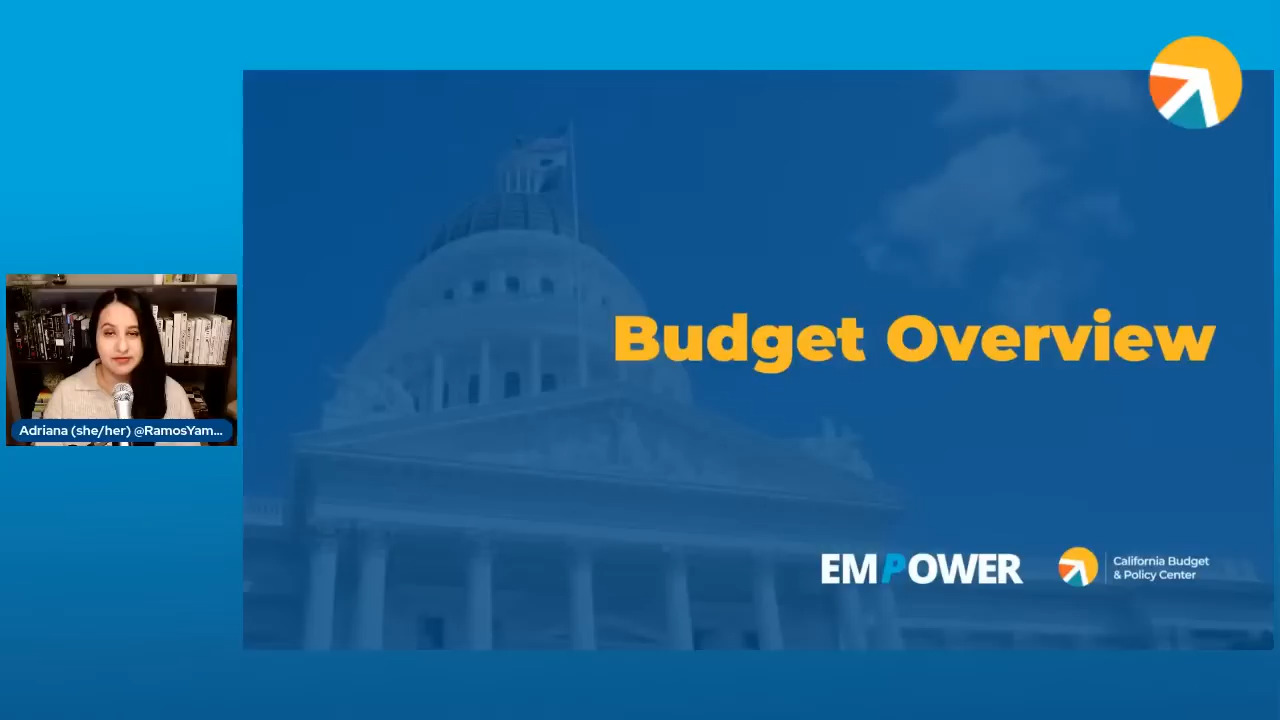 Budget Overview
Adriana (she/her) @RamosYam...
EMPOWER
California Budget
& Policy Center